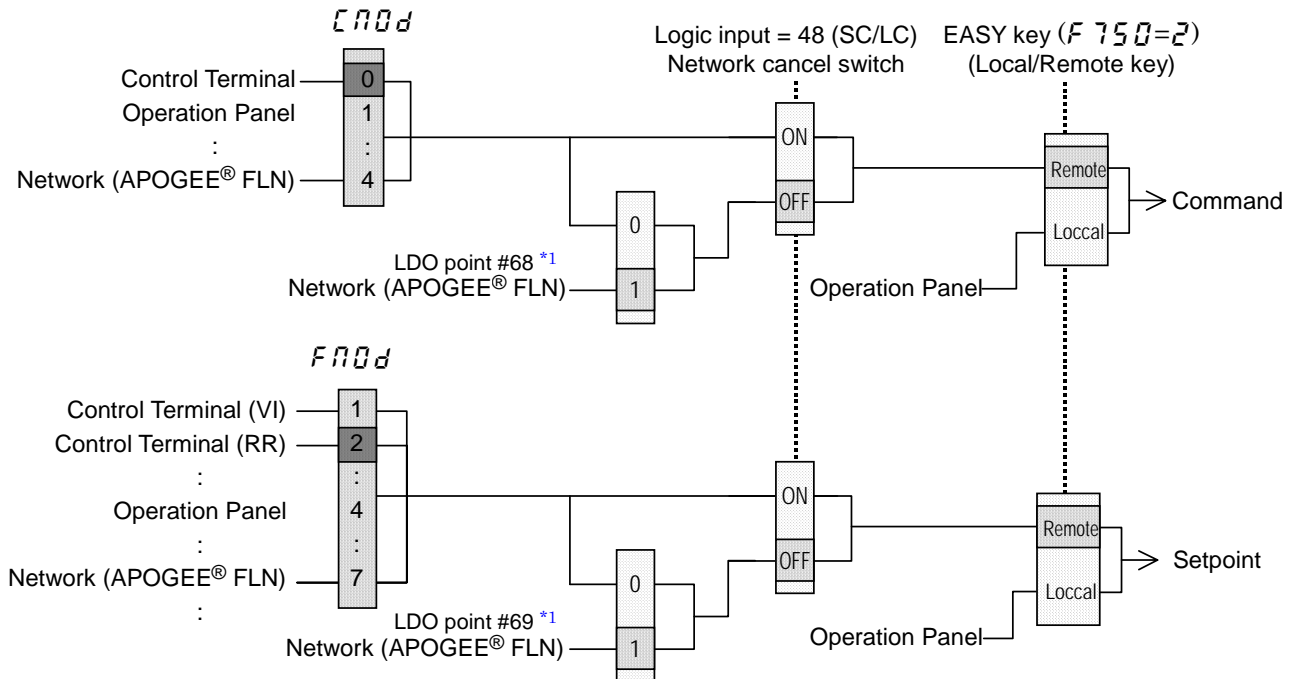 CMOd
Logic input = 48 (SC/LC)
Network cancel switch
EASY key (F750=2)
(Local/Remote key)
Control Terminal
0
Operation Panel
1
:
:
Network (APOGEE® FLN)
4
ON
OFF
Remote
Loccal
Command
0
LDO point #68 *1
Network (APOGEE® FLN)
1
Operation Panel
FMOd
Control Terminal (VI)
1
Control Terminal (RR)
2
:
:
Operation Panel
4
:
:
Network (APOGEE® FLN)
7
:
ON
OFF
Remote
Loccal
Setpoint
0
LDO point #69 *1
Network (APOGEE® FLN)
1
Operation Panel